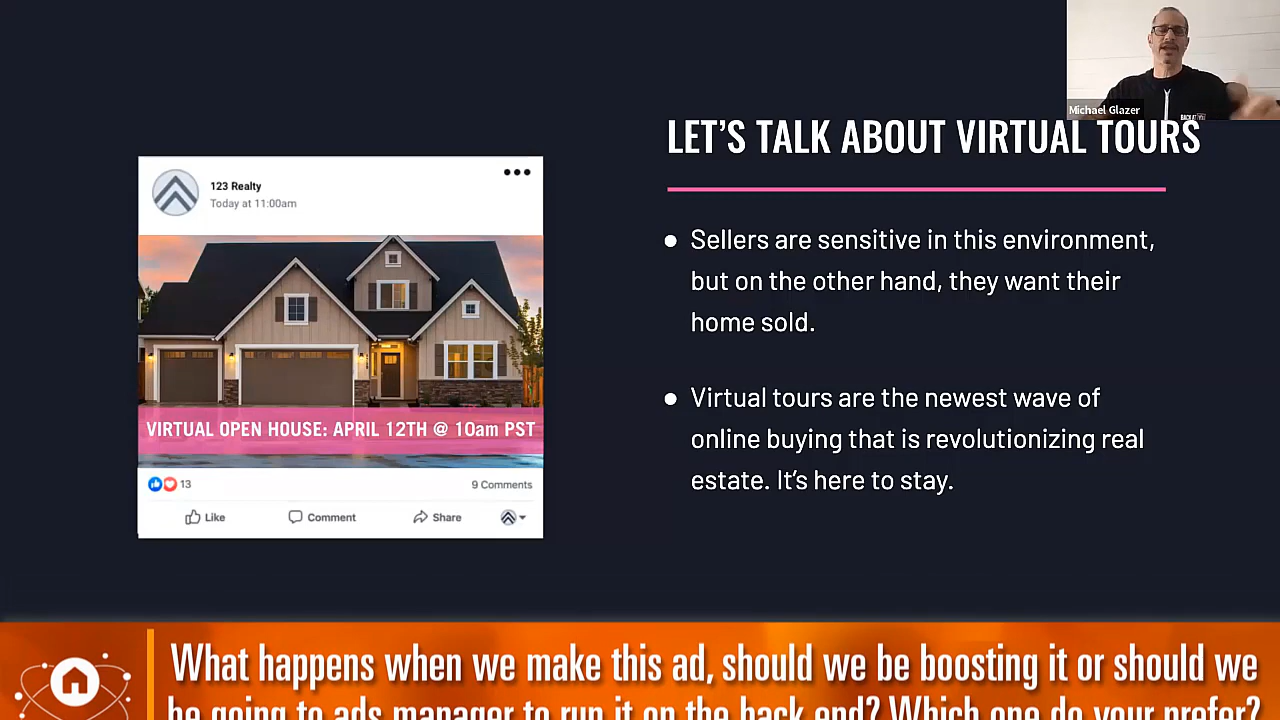 Michael Glazer
LET'S TALK ABOUT VIRTUAL TOURS
123 Realty
Today at 11:00am
VIRTUAL OPEN HOUSE: APRIL 12TH @ 10am PST
13
9 Comments
Like
Comment
Share
● Sellers are sensitive in this environment,
but on the other hand, they want their
home sold.
● Virtual tours are the newest wave of
online buying that is revolutionizing real
estate. It's here to stay.
What happens when we make this ad, should we be boosting it or should we
be going to ads manager to run it on the back end? Which one do your prefer?